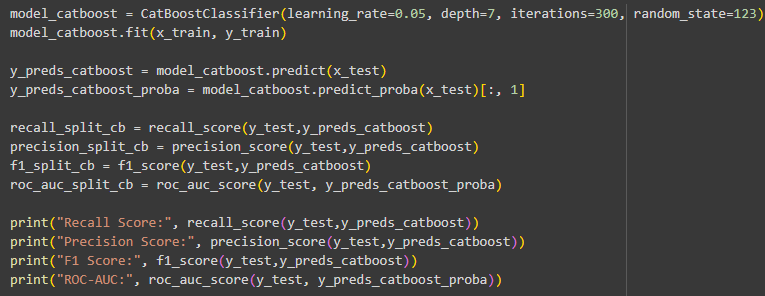 model_catboost = CatBoostClassifier(learning_rate=0.05, depth=7, iterations=300, random_state=123)
model_catboost.fit(x_train, y_train)
y_preds_catboost = model_catboost.predict(x_test)
y_preds_catboost_proba = model_catboost.predict_proba(x_test)[:, 1]
recall_split_cb = recall_score(y_test,y_preds_catboost)
precision_split_cb = precision_score(y_test,y_preds_catboost)
f1_split_cb = f1_score(y_test,y_preds_catboost)
roc_auc_split_cb = roc_auc_score(y_test, y_preds_catboost_proba)
print("Recall Score:", recall_score(y_test,y_preds_catboost))
print("Precision Score:", precision_score(y_test,y_preds_catboost))
print("F1 Score:", f1_score(y_test,y_preds_catboost))
print("ROC-AUC:", roc_auc_score(y_test, y_preds_catboost_proba))